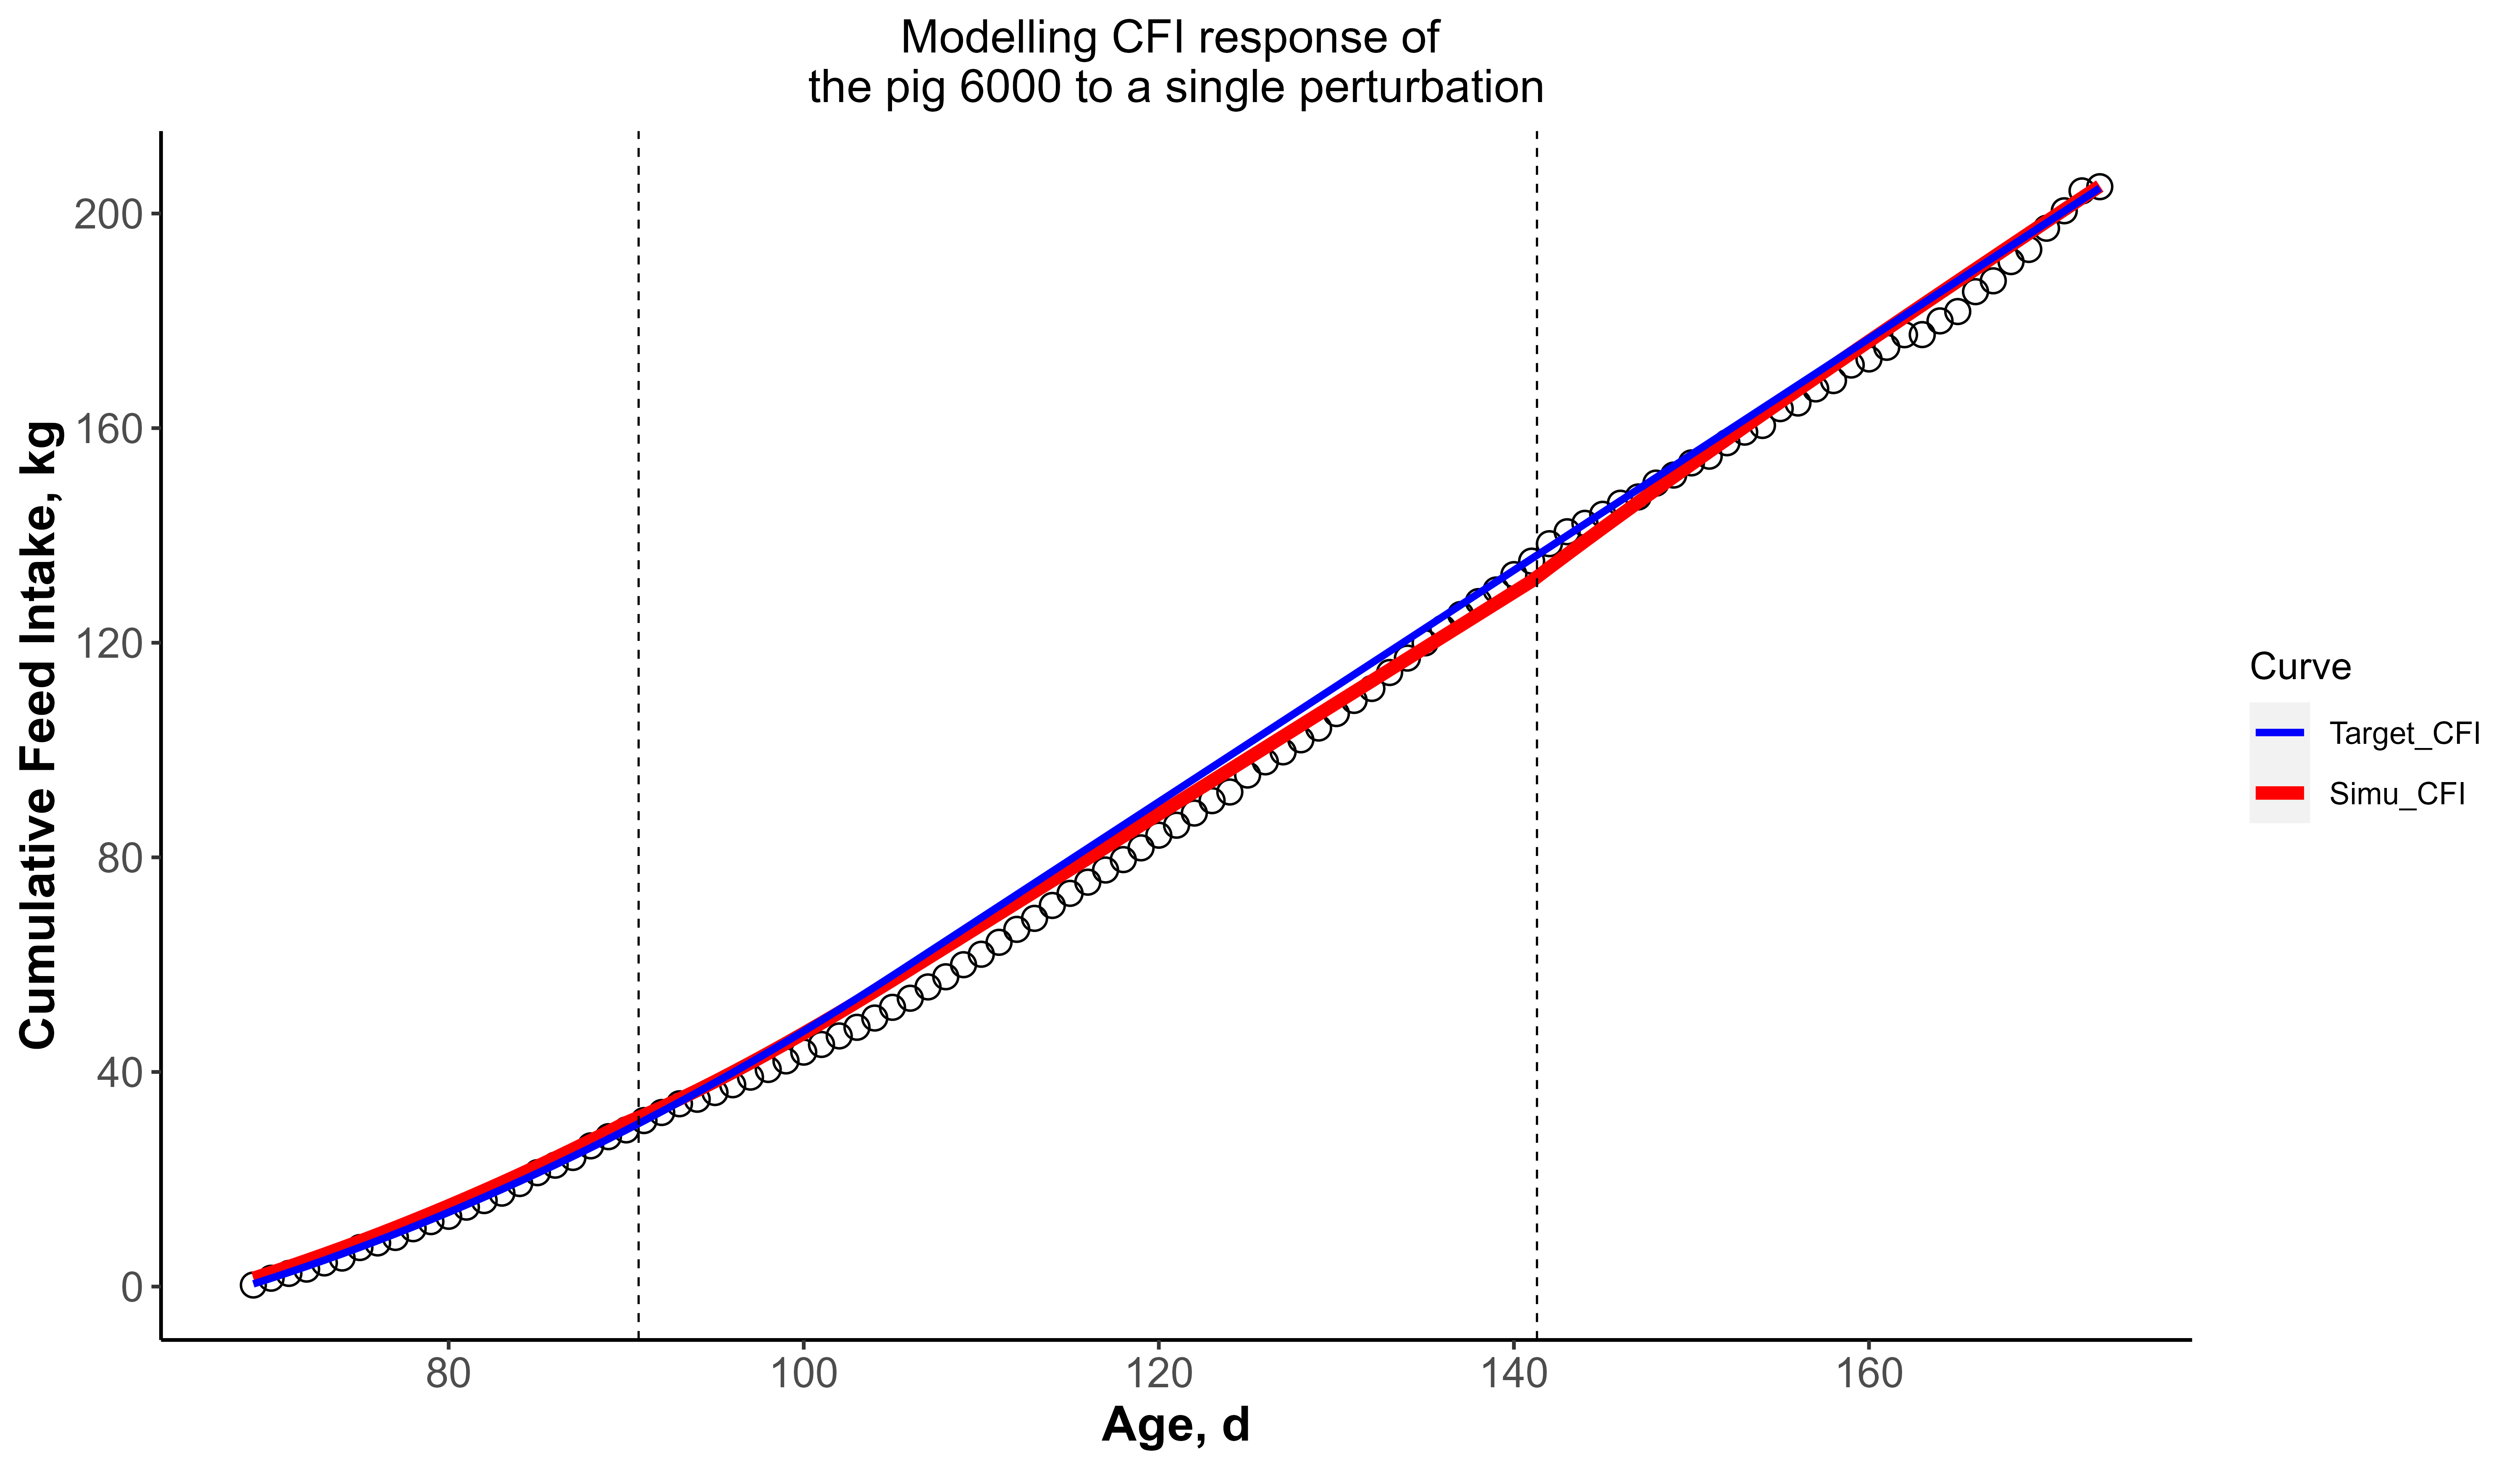 Modelling CFI response of
the pig 6000 to a single perturbation
Cumulative Feed Intake, kg
200
160
120
80
40
0
80 100 120 140 160
Age, d
Curve
Target_CFI
Simu_CFI